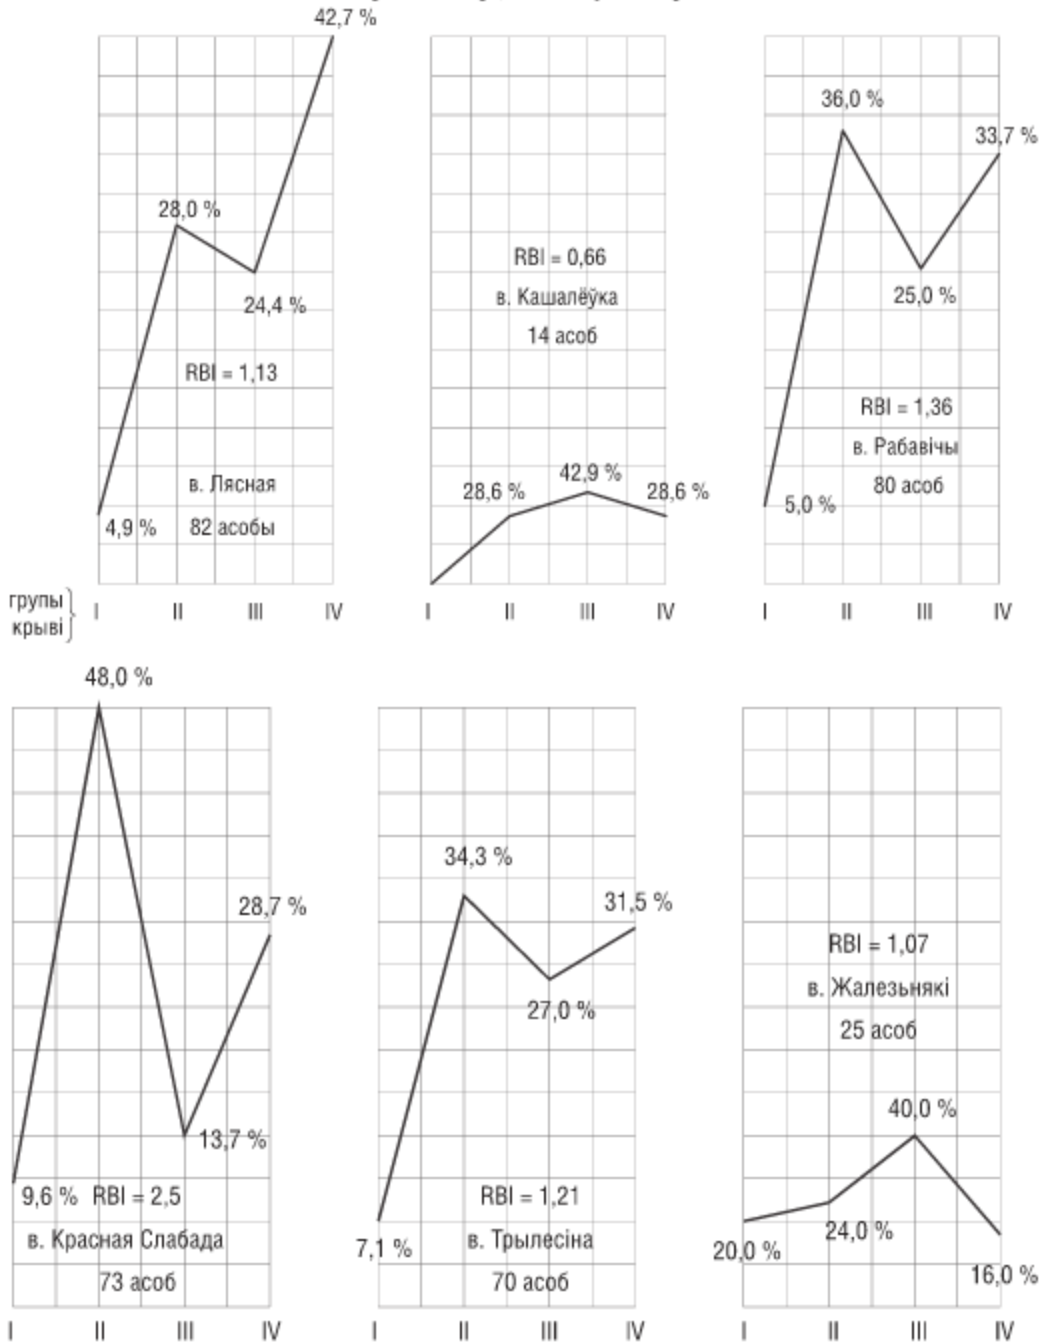 42,7 %
28,0 %
24,4 %
RBI = 1,13
в. Лясная
4,9 %
82 асобы
RBI = 0,66
в. Кашалёўка
14 асоб
28,6 %
42,9 %
28,6 %
36,0 %
33,7 %
25,0 %
RBI = 1,36
в. Рабавічы
80 асоб
5,0 %
групы
крыві
I II III IV
I II III IV
I II III IV
48,0 %
28,7 %
13,7 %
9,6 %
RBI = 2,5
в. Красная Слабада
73 асоб
34,3 %
31,5 %
27,0 %
RBI = 1,21
7,1 %
в. Трылесіна
70 асоб
RBI = 1,07
в. Жалезьнякі
25 асоб
40,0 %
24,0 %
20,0 %
16,0 %
I II III IV
I II III IV
I II III IV